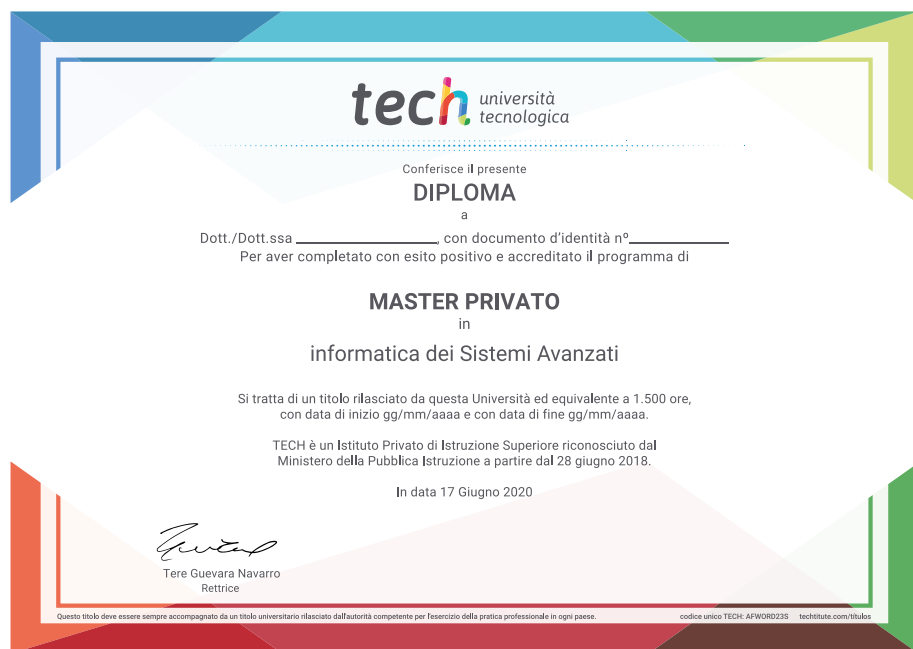 tech università
tecnologica
Conferisce il presente
DIPLOMA
a
Dott./Dott.ssa ________________, con documento d'identità nº____________
Per aver completato con esito positivo e accreditato il programma di
MASTER PRIVATO
in
informatica dei Sistemi Avanzati
Si tratta di un titolo rilasciato da questa Università ed equivalente a 1.500 ore,
con data di inizio gg/mm/aaaa e con data di fine gg/mm/aaaa.
TECH è un Istituto Privato di Istruzione Superiore riconosciuto dal
Ministero della Pubblica Istruzione a partire dal 28 giugno 2018.
In data 17 Giugno 2020
Tere Guevara Navarro
Rettrice
Questo titolo deve essere sempre accompagnato da un titolo universitario rilasciato dall'autorità competente per l'esercizio della pratica professionale in ogni paese. codice unico TECH: AFWORD23S techtitute.com/títulos